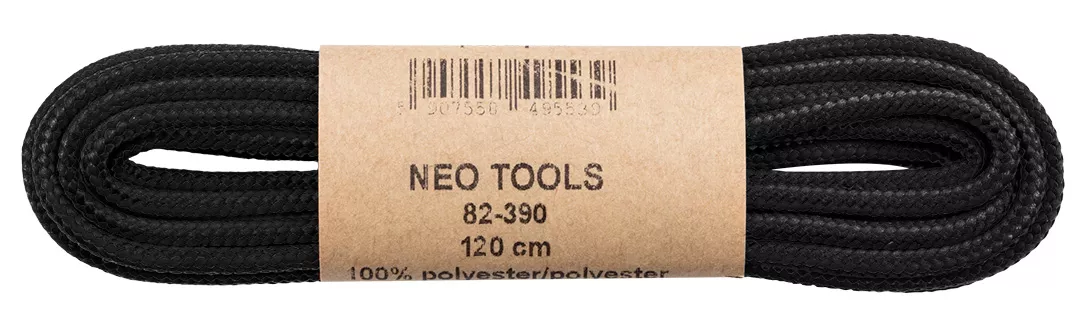 5 907558 495539
NEO TOOLS
82-390
120 cm
100% polyester/polyester